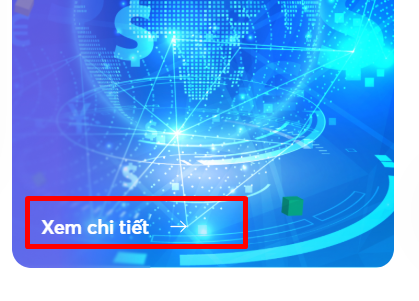 Xem chi tiết →